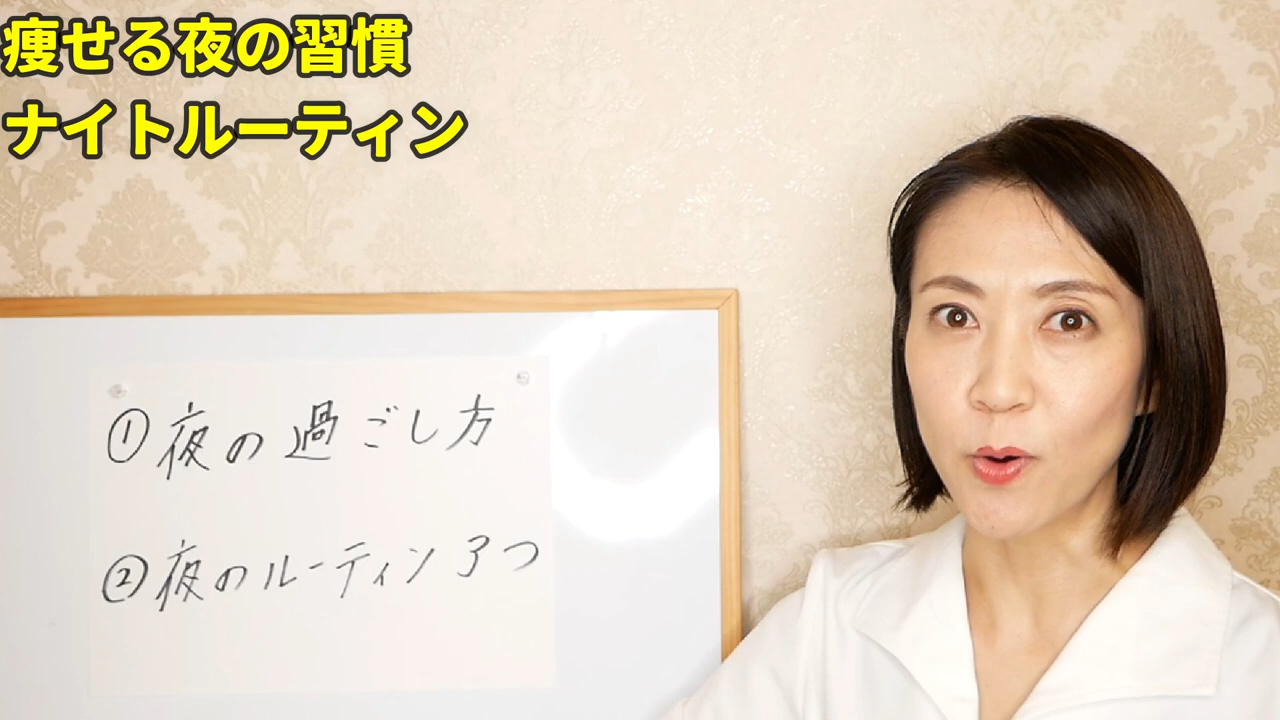 痩せる夜の習慣
ナイトルーティン
①夜の過ごし方
②夜のルーティン3つ